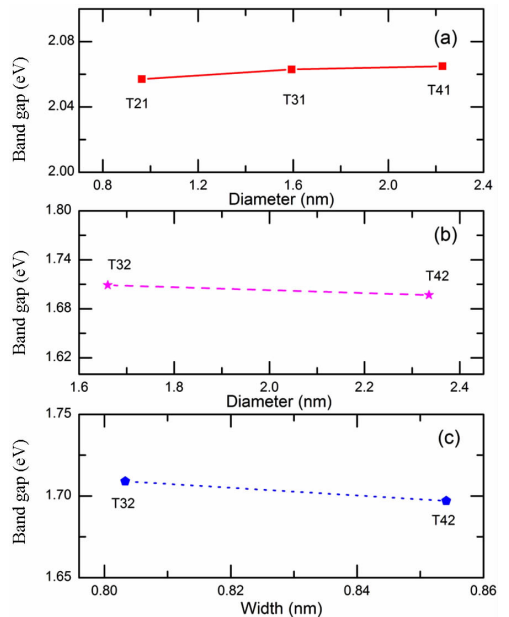 2.08
(a)
Band gap (eV)
2.04
T21
T31
T41
2.00
0.8
1.2
1.6
2.0
2.4
Diameter (nm)
1.80
(b)
Band gap (eV)
1.74
T32
T42
1.68
1.62
1.6
1.8
2.0
2.2
2.4
Diameter (nm)
1.75
(c)
Band gap (eV)
1.70
T32
T42
1.65
0.80
0.82
0.84
0.86
Width (nm)